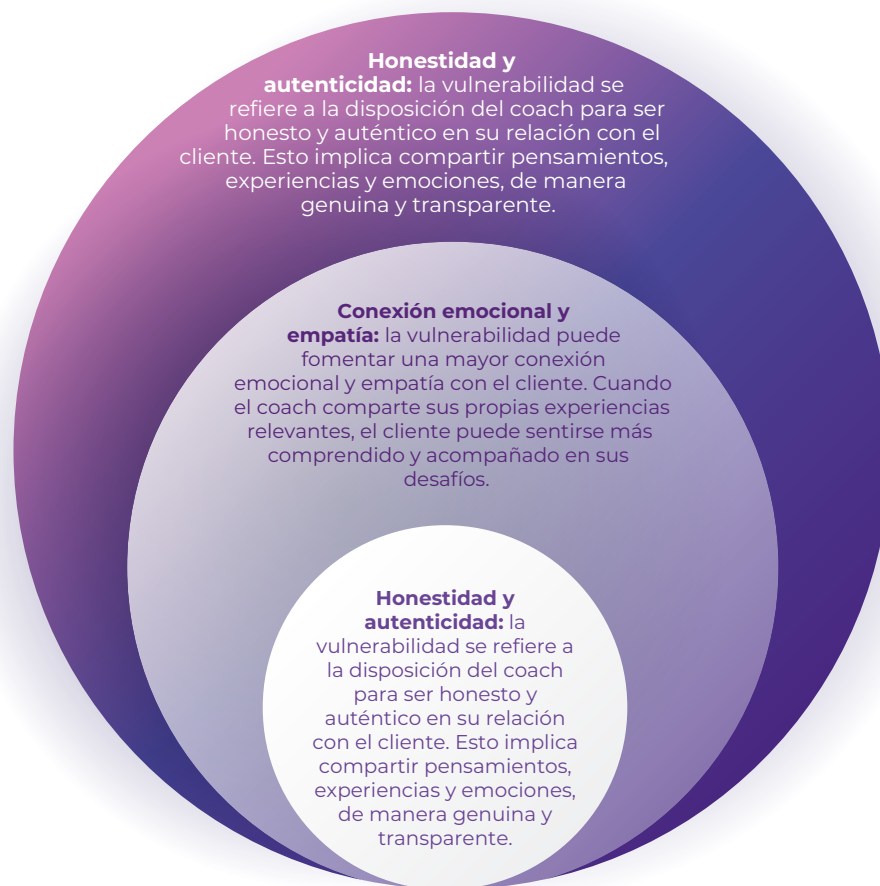 Honestidad y
autenticidad: la vulnerabilidad se
refiere a la disposición del coach para ser
honesto y auténtico en su relación con el
cliente. Esto implica compartir pensamientos,
experiencias y emociones, de manera
genuina y transparente.
Conexión emocional y
empatía: la vulnerabilidad puede
fomentar una mayor conexión
emocional y empatía con el cliente. Cuando
el coach comparte sus propias experiencias
relevantes, el cliente puede sentirse más
comprendido y acompañado en sus
desafíos.
Honestidad y
autenticidad: la
vulnerabilidad se refiere a
la disposición del coach
para ser honesto y
auténtico en su relación
con el cliente. Esto implica
compartir pensamientos,
experiencias y emociones,
de manera genuina y
transparente.